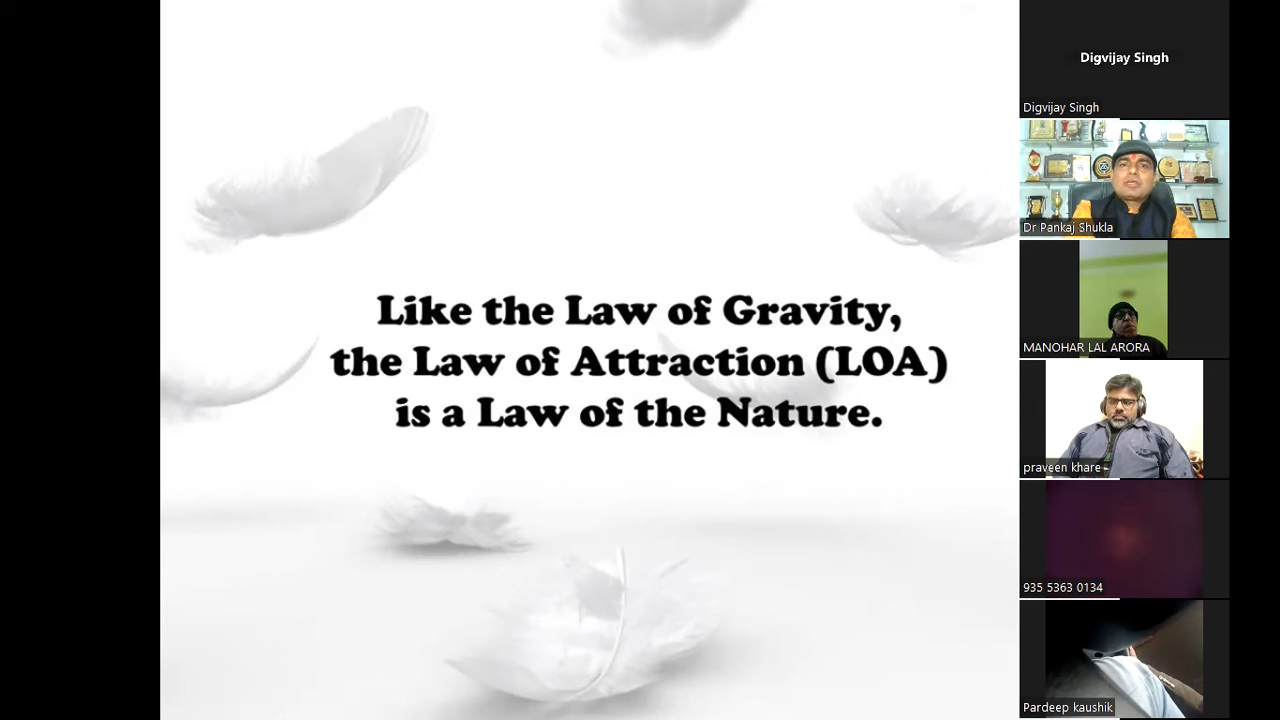 Like the Law of Gravity,
the Law of Attraction (LOA)
is a Law of the Nature.
Digvijay Singh
Digvijay Singh
Dr Pankaj Shukla
MANOHAR LAL ARORA
praveen khare
935 5363 0134
Pardeep kaushik